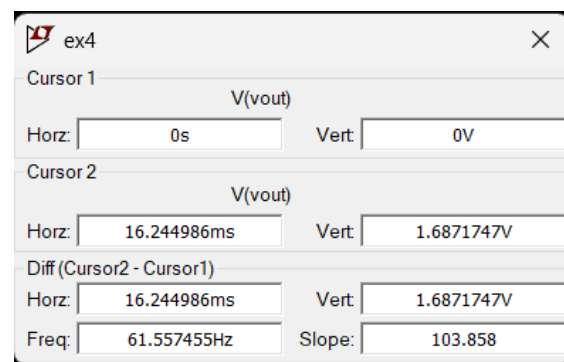 ex4
Cursor 1
V(vout)
Horz: 0s Vert: 0V
Cursor 2
V(vout)
Horz: 16.244986ms Vert: 1.6871747V
Diff (Cursor2 - Cursor1)
Horz: 16.244986ms Vert: 1.6871747V
Freq: 61.557455Hz Slope: 103.858